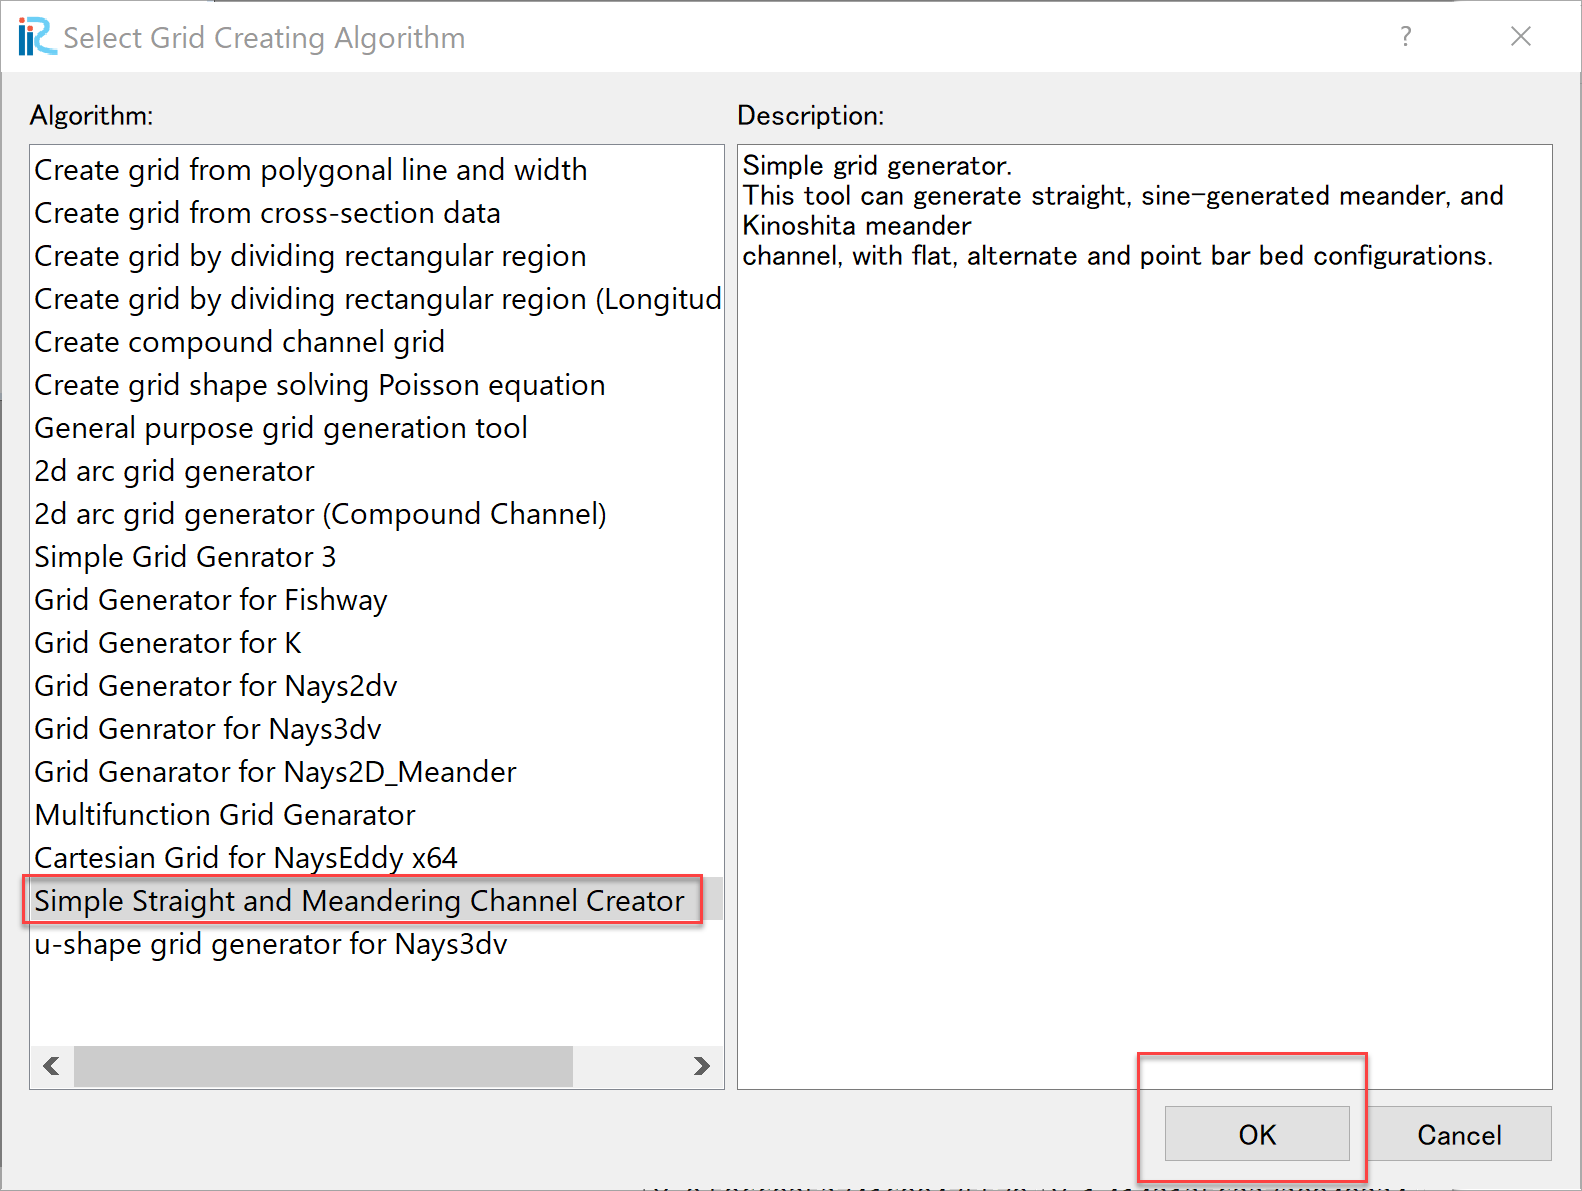 iRC Select Grid Creating Algorithm
?
Algorithm:
Description:
Create grid from polygonal line and width
Create grid from cross-section data
Create grid by dividing rectangular region
Create grid by dividing rectangular region (Longitud
Create compound channel grid
Create grid shape solving Poisson equation
General purpose grid generation tool
2d arc grid generator
2d arc grid generator (Compound Channel)
Simple Grid Genrator 3
Grid Generator for Fishway
Grid Generator for K
Grid Generator for Nays2dv
Grid Genrator for Nays3dv
Grid Genarator for Nays2D_Meander
Multifunction Grid Genarator
Cartesian Grid for NaysEddy x64
Simple Straight and Meandering Channel Creator
u-shape grid generator for Nays3dv
Simple grid generator.
This tool can generate straight, sine-generated meander, and
Kinoshita meander
channel, with flat, alternate and point bar bed configurations.
OK
Cancel